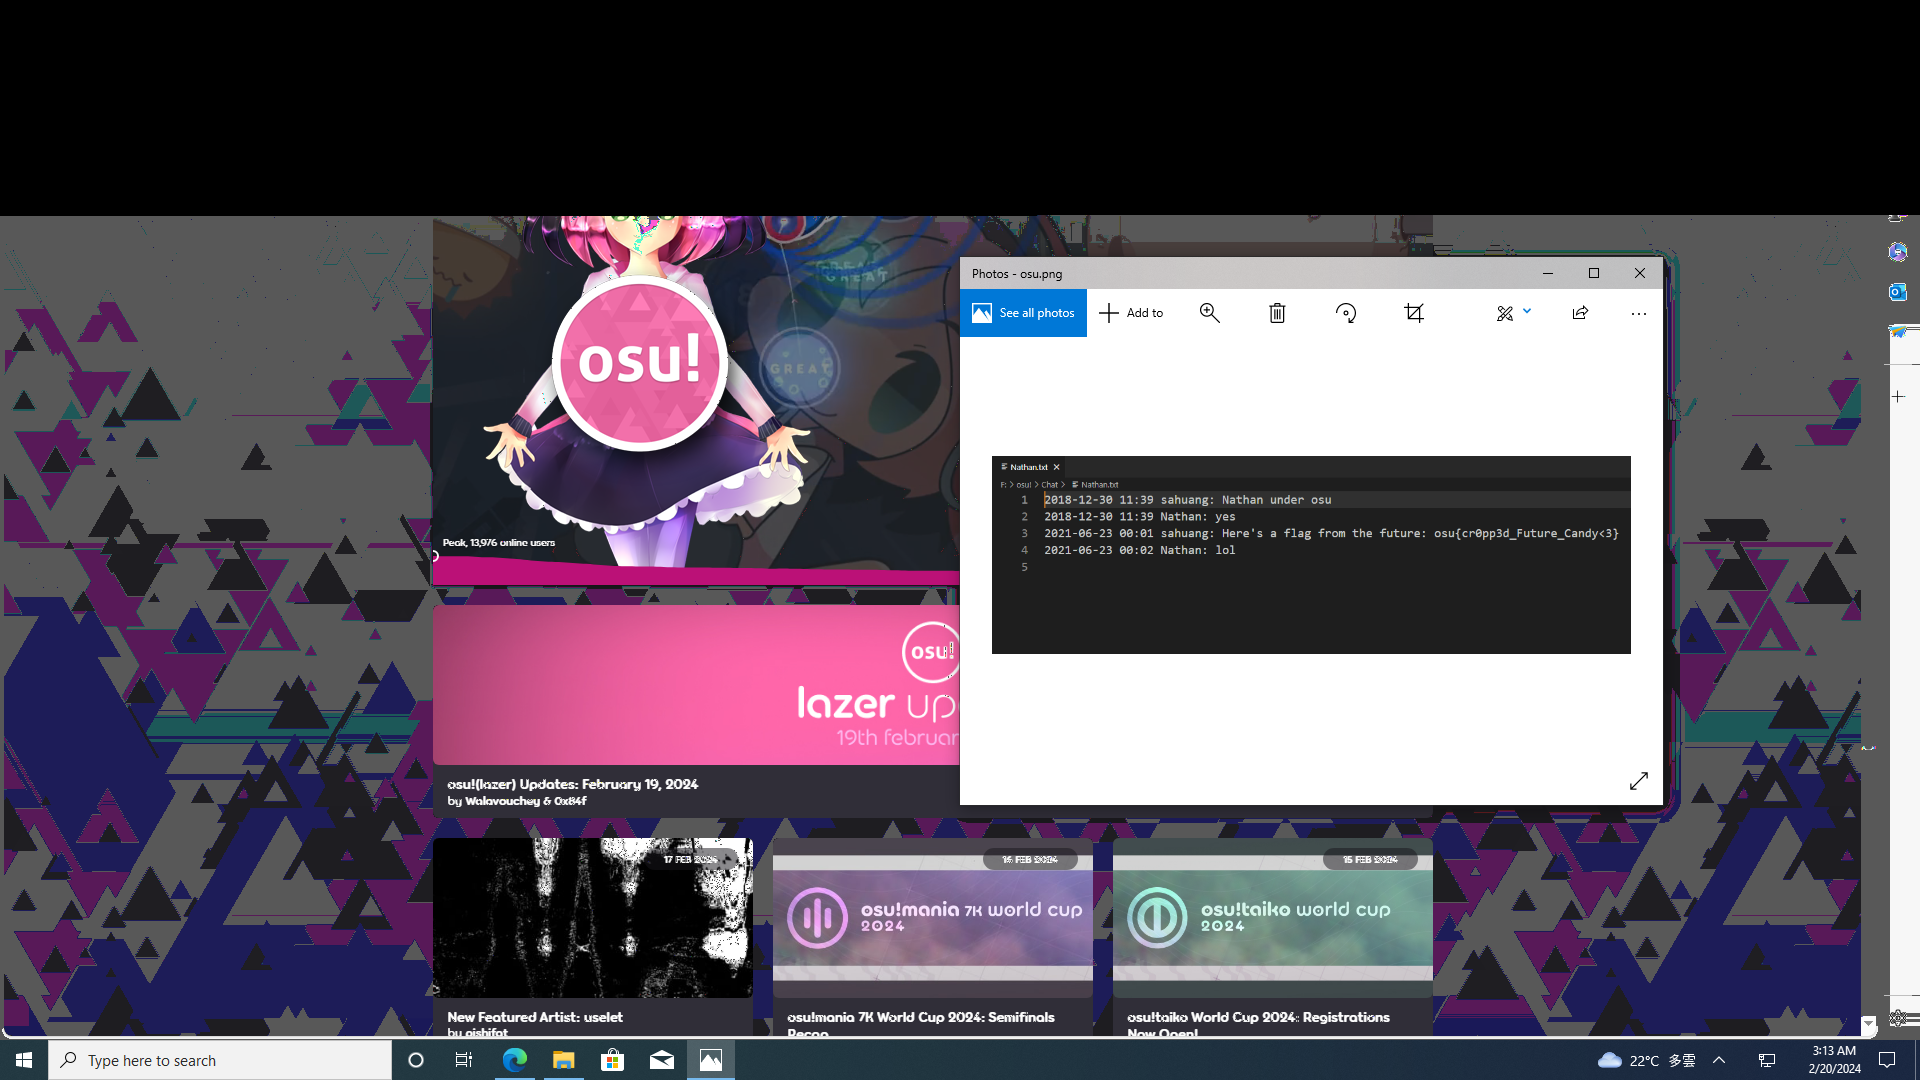 GREAT
GREAT
osu!
Peak, 13,976 online users
osu!
lazer up
19th februar
osu!(lazer) Updates: February 19, 2024
by Walavouchey & 0x84f
17 FEB 2024
New Featured Artist: uselet
by pishifat
16 FEB 2024
osu!mania 7K world cup
2024
osu!mania 7K World Cup 2024: Semifinals
Recap
15 FEB 2024
osu!taiko world cup
2024
osu!taiko World Cup 2024: Registrations
Now Open!
Photos - osu.png
See all photos
Add to
Nathan.txt
F: > osu! > Chat > Nathan.txt
1 2018-12-30 11:39 sahuang: Nathan under osu
2 2018-12-30 11:39 Nathan: yes
3 2021-06-23 00:01 sahuang: Here's a flag from the future: osu{cr0pp3d_Future_Candy<3}
4 2021-06-23 00:02 Nathan: lol
5
Type here to search
22°C 多雲
3:13 AM
2/20/2024